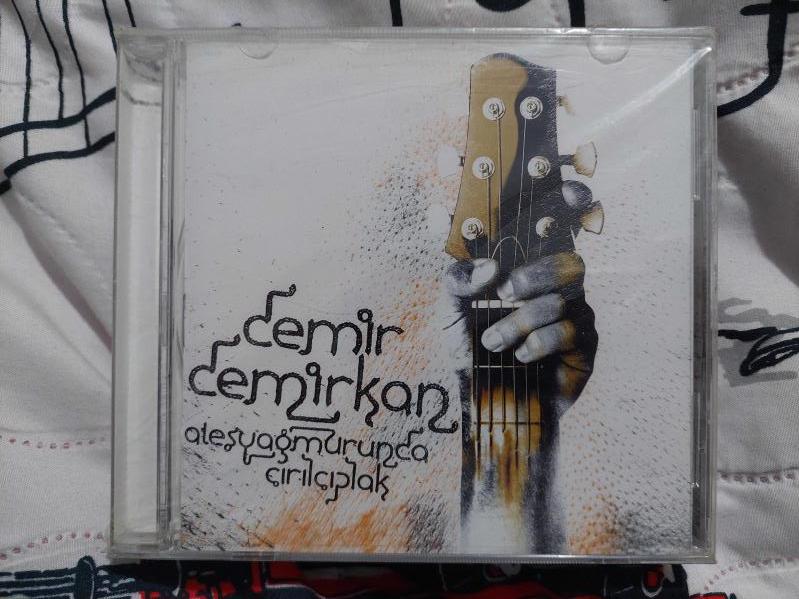 demir
demirkan
ateşyağmurunda
çırılçıplak